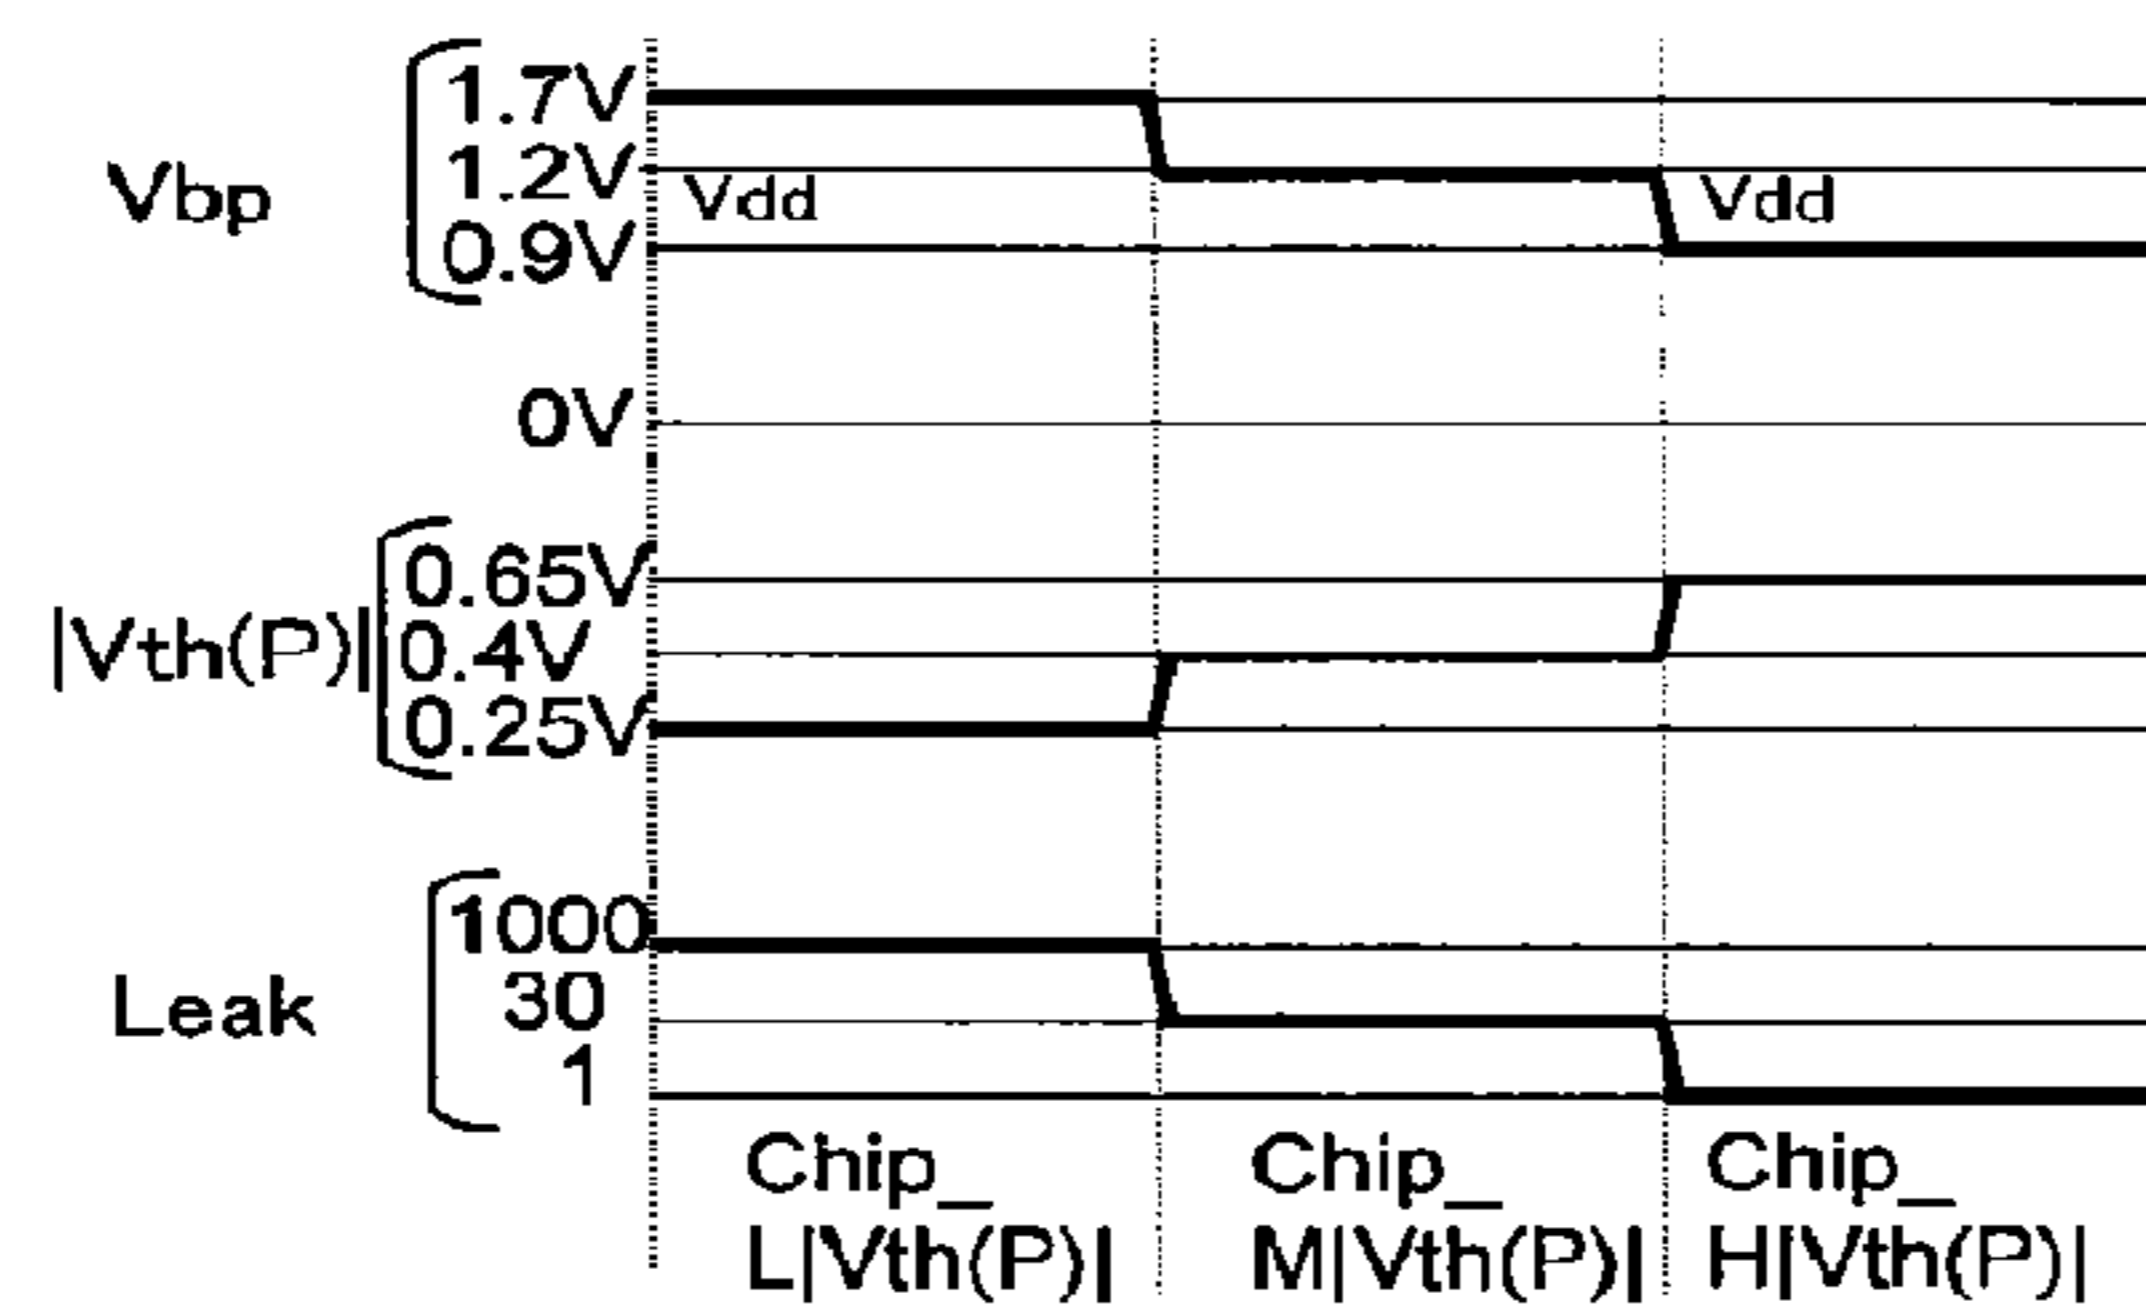 1.7V
Vbp
1.2V
Vdd
Vdd
0.9V
0V
0.65V
|Vth(P)|
0.4V
0.25V
1000
Leak
30
1
Chip_
L|Vth(P)|
Chip_
M|Vth(P)|
Chip_
H|Vth(P)|